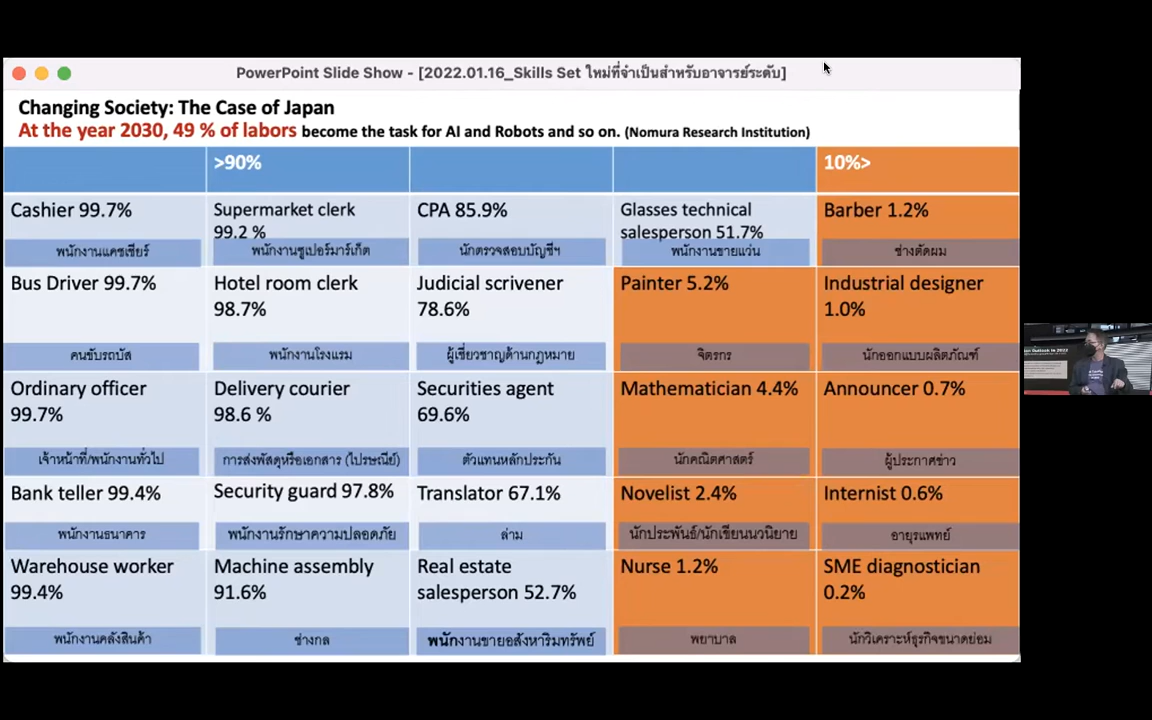 PowerPoint Slide Show - [2022.01.16_Skills Set ใหม่ที่จำเป็นสำหรับอาจารย์ระดับ]
Changing Society: The Case of Japan
At the year 2030, 49 % of labors become the task for AI and Robots and so on. (Nomura Research Institution)
>90%
10%>
Cashier 99.7%
พนักงานแคชเชียร์
Supermarket clerk
99.2 %
พนักงานซูเปอร์มาร์เก็ต
CPA 85.9%
นักตรวจสอบบัญชีฯ
Glasses technical
salesperson 51.7%
พนักงานขายแว่น
Barber 1.2%
ช่างตัดผม
Bus Driver 99.7%
คนขับรถบัส
Hotel room clerk
98.7%
พนักงานโรงแรม
Judicial scrivener
78.6%
ผู้เชี่ยวชาญด้านกฎหมาย
Painter 5.2%
จิตรกร
Industrial designer
1.0%
นักออกแบบผลิตภัณฑ์
Ordinary officer
99.7%
เจ้าหน้าที่/พนักงานทั่วไป
Delivery courier
98.6 %
การส่งพัสดุหรือเอกสาร (ไปรษณีย์)
Securities agent
69.6%
ตัวแทนหลักประกัน
Mathematician 4.4%
นักคณิตศาสตร์
Announcer 0.7%
ผู้ประกาศข่าว
Bank teller 99.4%
พนักงานธนาคาร
Security guard 97.8%
พนักงานรักษาความปลอดภัย
Translator 67.1%
ล่าม
Novelist 2.4%
นักประพันธ์/นักเขียนนวนิยาย
Internist 0.6%
อายุรแพทย์
Warehouse worker
99.4%
พนักงานคลังสินค้า
Machine assembly
91.6%
ช่างกล
Real estate
salesperson 52.7%
พนักงานขายอสังหาริมทรัพย์
Nurse 1.2%
พยาบาล
SME diagnostician
0.2%
นักวิเคราะห์ธุรกิจขนาดย่อม